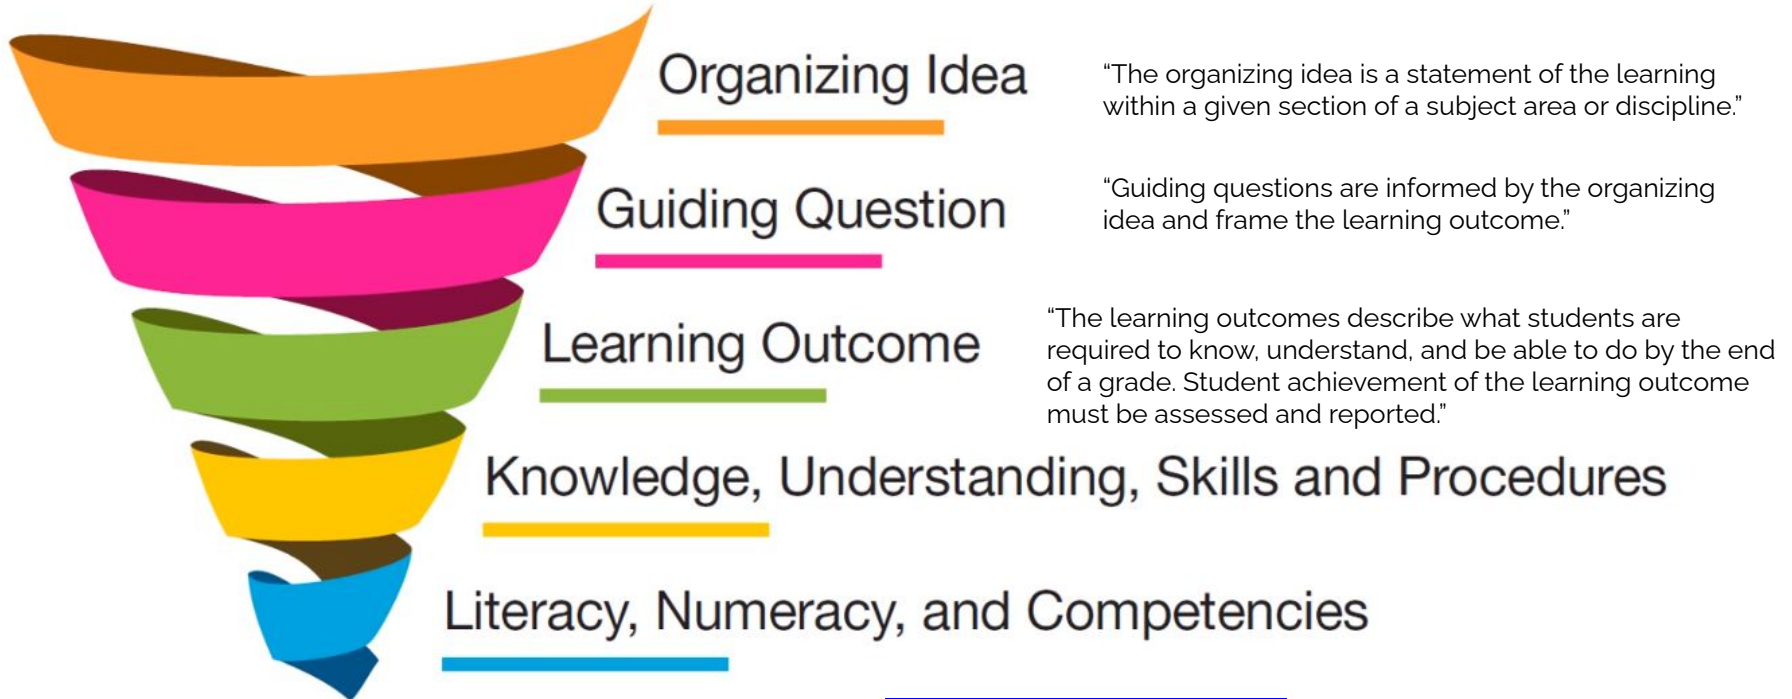 Organizing Idea
“The organizing idea is a statement of the learning
within a given section of a subject area or discipline.”
Guiding Question
“Guiding questions are informed by the organizing
idea and frame the learning outcome.”
Learning Outcome
“The learning outcomes describe what students are
required to know, understand, and be able to do by the end
of a grade. Student achievement of the learning outcome
must be assessed and reported.”
Knowledge, Understanding, Skills and Procedures
Literacy, Numeracy, and Competencies